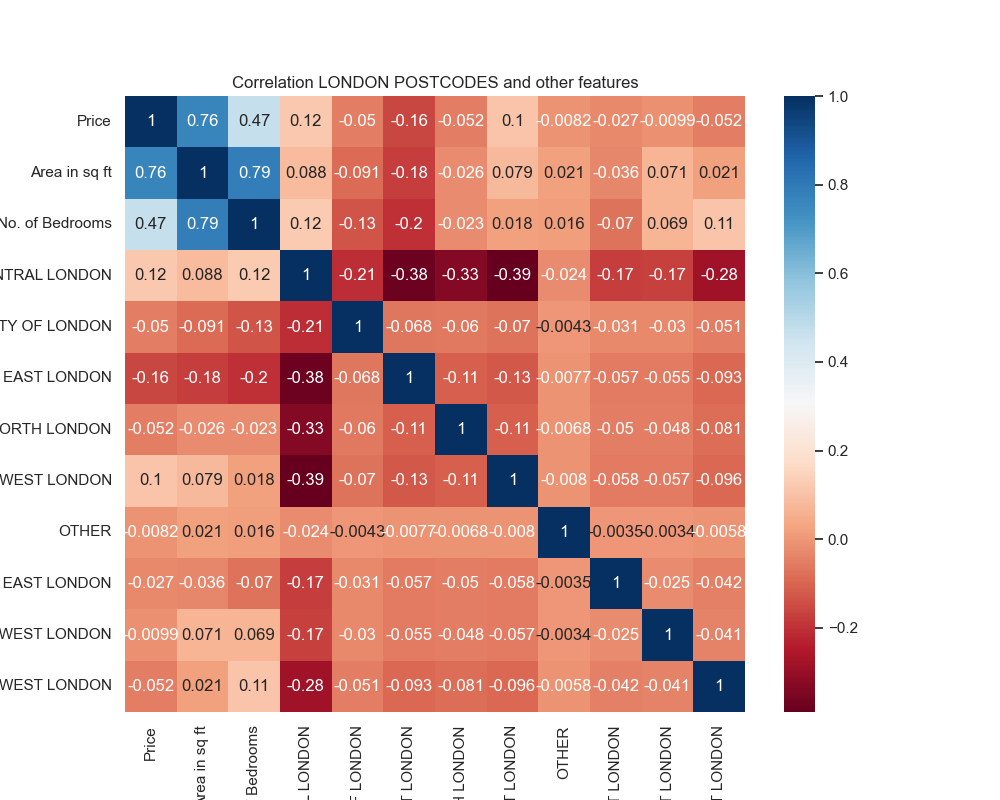 Correlation LONDON POSTCODES and other features
Price 1 0.76 0.47 0.12 -0.05 -0.16 -0.052 0.1 -0.0082 -0.027 -0.0099 -0.052
Area in sq ft 0.76 1 0.79 0.088 -0.091 -0.18 -0.026 0.079 0.021 -0.036 0.071 0.021
No. of Bedrooms 0.47 0.79 1 0.12 -0.13 -0.2 -0.023 0.018 0.016 -0.07 0.069 0.11
NTRAL LONDON 0.12 0.088 0.12 1 -0.21 -0.38 -0.33 -0.39 -0.024 -0.17 -0.17 -0.28
TY OF LONDON -0.05 -0.091 -0.13 -0.21 1 -0.068 -0.06 -0.07 -0.0043 -0.031 -0.03 -0.051
EAST LONDON -0.16 -0.18 -0.2 -0.38 -0.068 1 -0.11 -0.13 -0.0077 -0.057 -0.055 -0.093
ORTH LONDON -0.052 -0.026 -0.023 -0.33 -0.06 -0.11 1 -0.11 -0.0068 -0.05 -0.048 -0.081
WEST LONDON 0.1 0.079 0.018 -0.39 -0.07 -0.13 -0.11 1 -0.008 -0.058 -0.057 -0.096
OTHER -0.0082 0.021 0.016 -0.024 -0.0043 -0.0077 -0.0068 -0.008 1 -0.0035 -0.0034 -0.0058
EAST LONDON -0.027 -0.036 -0.07 -0.17 -0.031 -0.057 -0.05 -0.058 -0.0035 1 -0.025 -0.042
WEST LONDON -0.0099 0.071 0.069 -0.17 -0.03 -0.055 -0.048 -0.057 -0.0034 -0.025 1 -0.041
WEST LONDON -0.052 0.021 0.11 -0.28 -0.051 -0.093 -0.081 -0.096 -0.0058 -0.042 -0.041 1
Price
Area in sq ft
Bedrooms
L LONDON
F LONDON
T LONDON
H LONDON
T LONDON
OTHER
T LONDON
T LONDON
T LONDON
1.0
0.8
0.6
0.4
0.2
0.0
−0.2